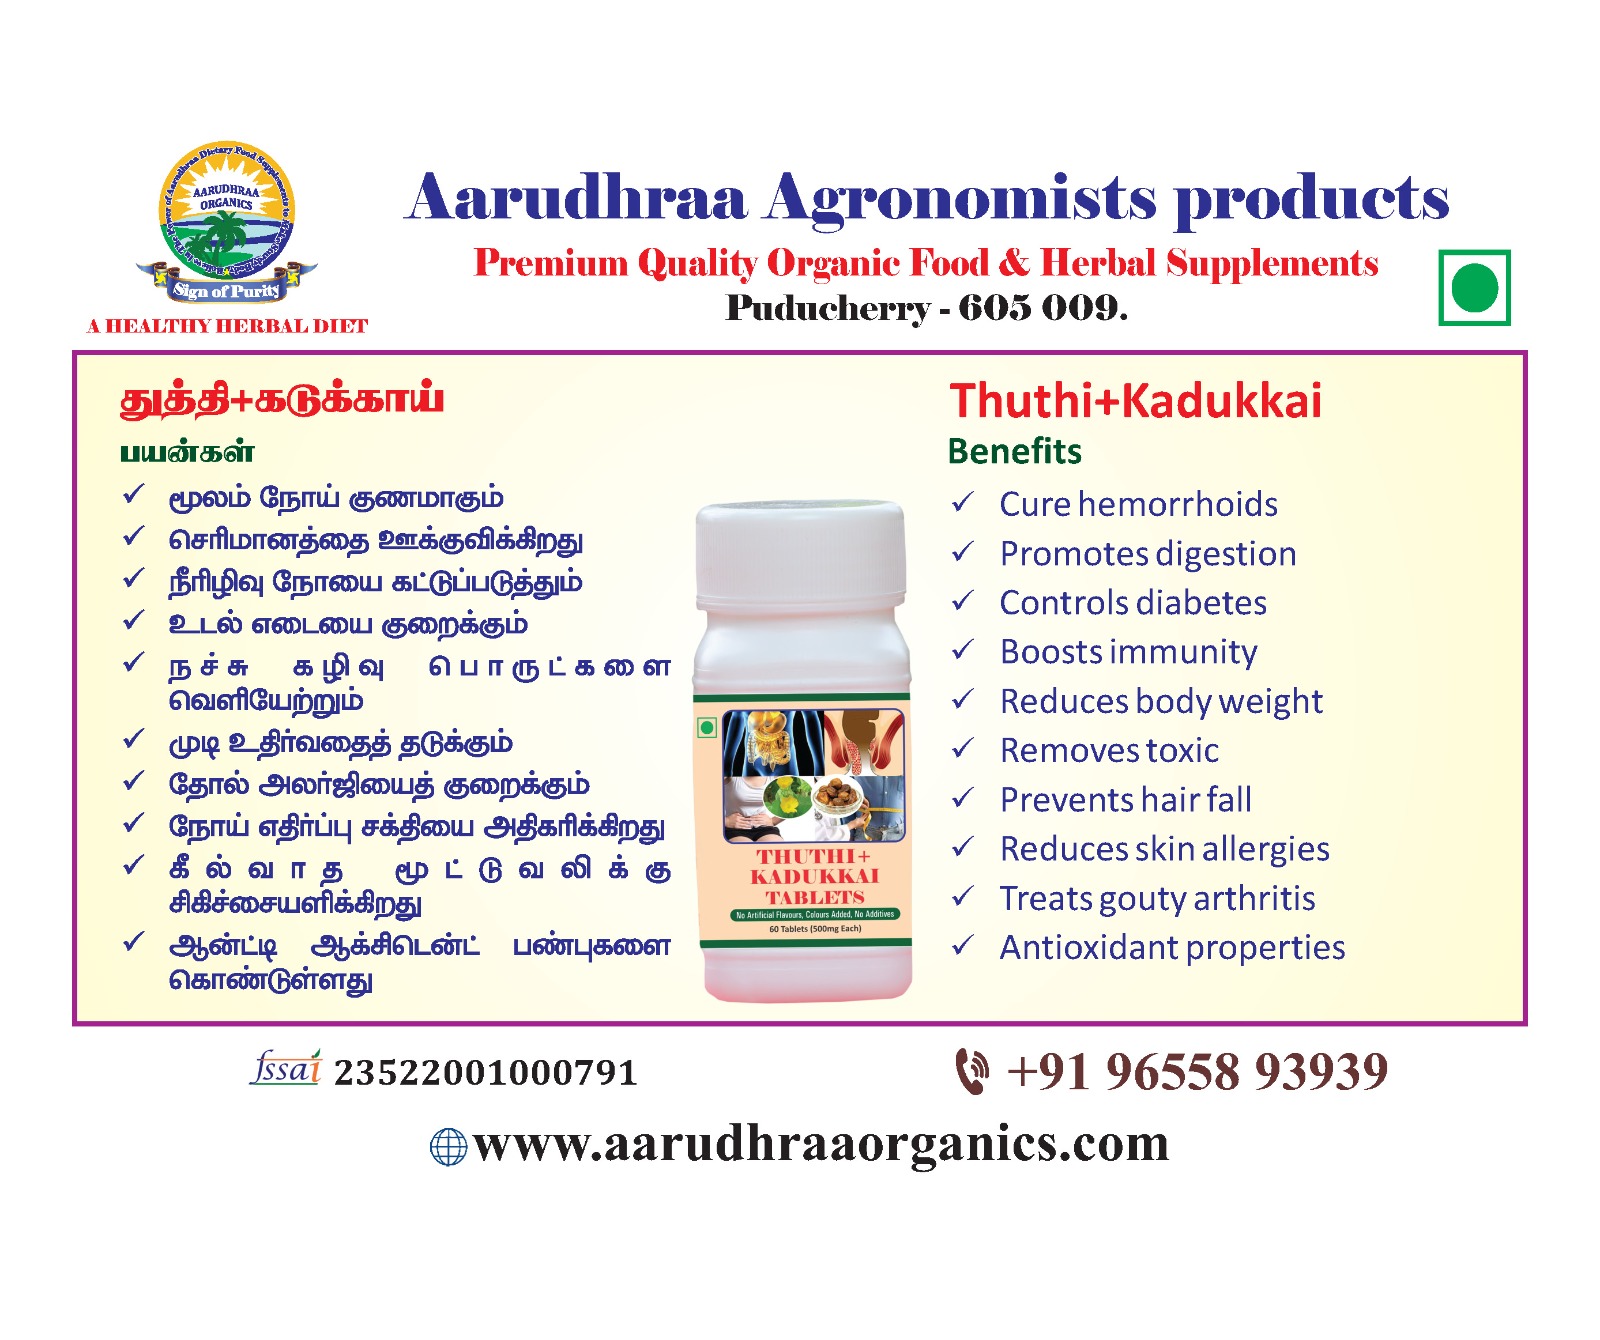 AARUDHRAA
ORGANICS
Sign of Purity
A HEALTHY HERBAL DIET
Aarudhraa Agronomists products
Premium Quality Organic Food & Herbal Supplements
Puducherry - 605 009.
துத்தி+கடுக்காய்
பயன்கள்
மூலம் நோய் குணமாகும்
செரிமானத்தை ஊக்குவிக்கிறது
நீரிழிவு நோயை கட்டுப்படுத்தும்
உடல் எடையை குறைக்கும்
நச்சு கழிவு பொருட்களை
வெளியேற்றும்
முடி உதிர்வதைத் தடுக்கும்
தோல் அலர்ஜியைத் குறைக்கும்
நோய் எதிர்ப்பு சக்தியை அதிகரிக்கிறது
கீல்வாத மூட்டுவலிக்கு
சிகிச்சையளிக்கிறது
ஆன்ட்டி ஆக்சிடென்ட் பண்புகளை
கொண்டுள்ளது
THUTHI+
KADUKKAI
TABLETS
No Artificial Flavours, Colours Added, No Additives
60 Tablets (500mg Each)
Thuthi+Kadukkai
Benefits
Cure hemorrhoids
Promotes digestion
Controls diabetes
Boosts immunity
Reduces body weight
Removes toxic
Prevents hair fall
Reduces skin allergies
Treats gouty arthritis
Antioxidant properties
fssai 23522001000791
+91 96558 93939
www.aarudhraaorganics.com